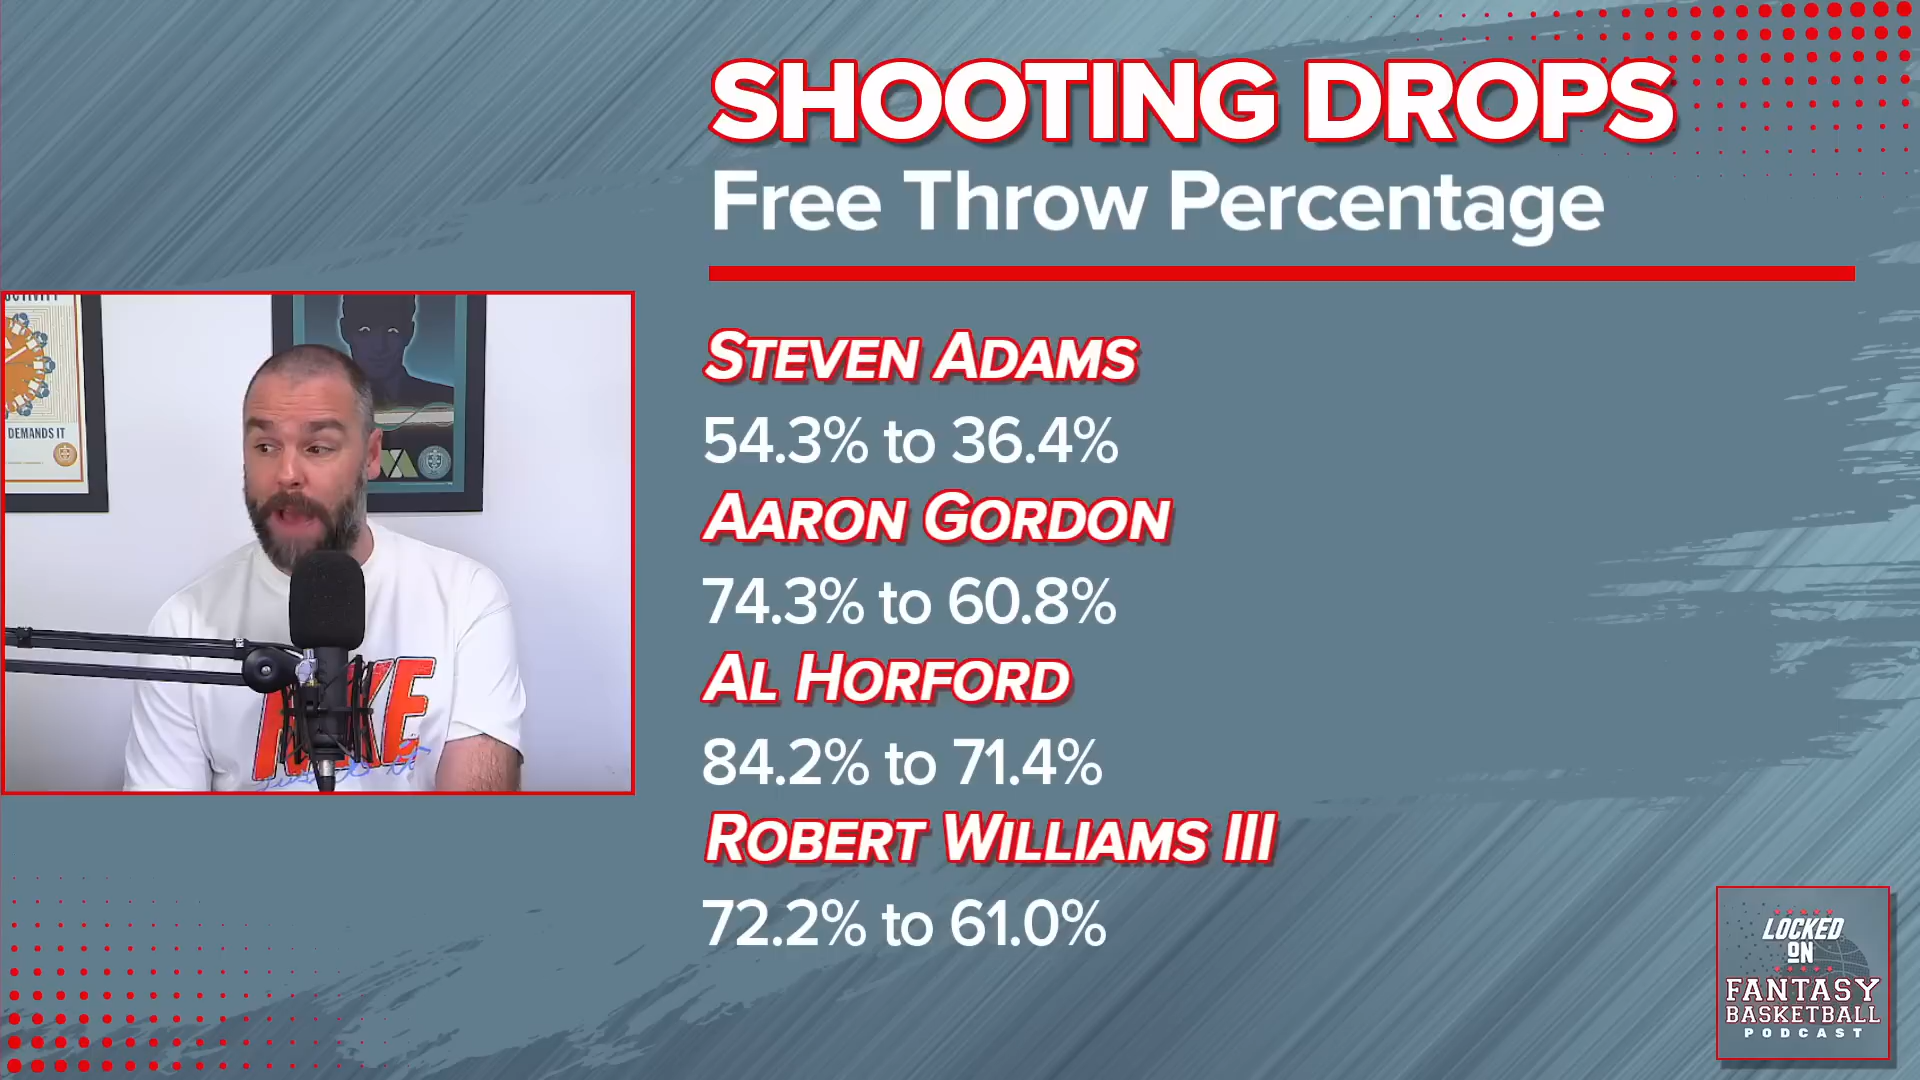 SHOOTING DROPS
Free Throw Percentage
STEVEN ADAMS
54.3% to 36.4%
AARON GORDON
74.3% to 60.8%
AL HORFORD
84.2% to 71.4%
ROBERT WILLIAMS III
72.2% to 61.0%
DEMANDS IT
LOCKED
ON
FANTASY
BASKETBALL
PODCAST